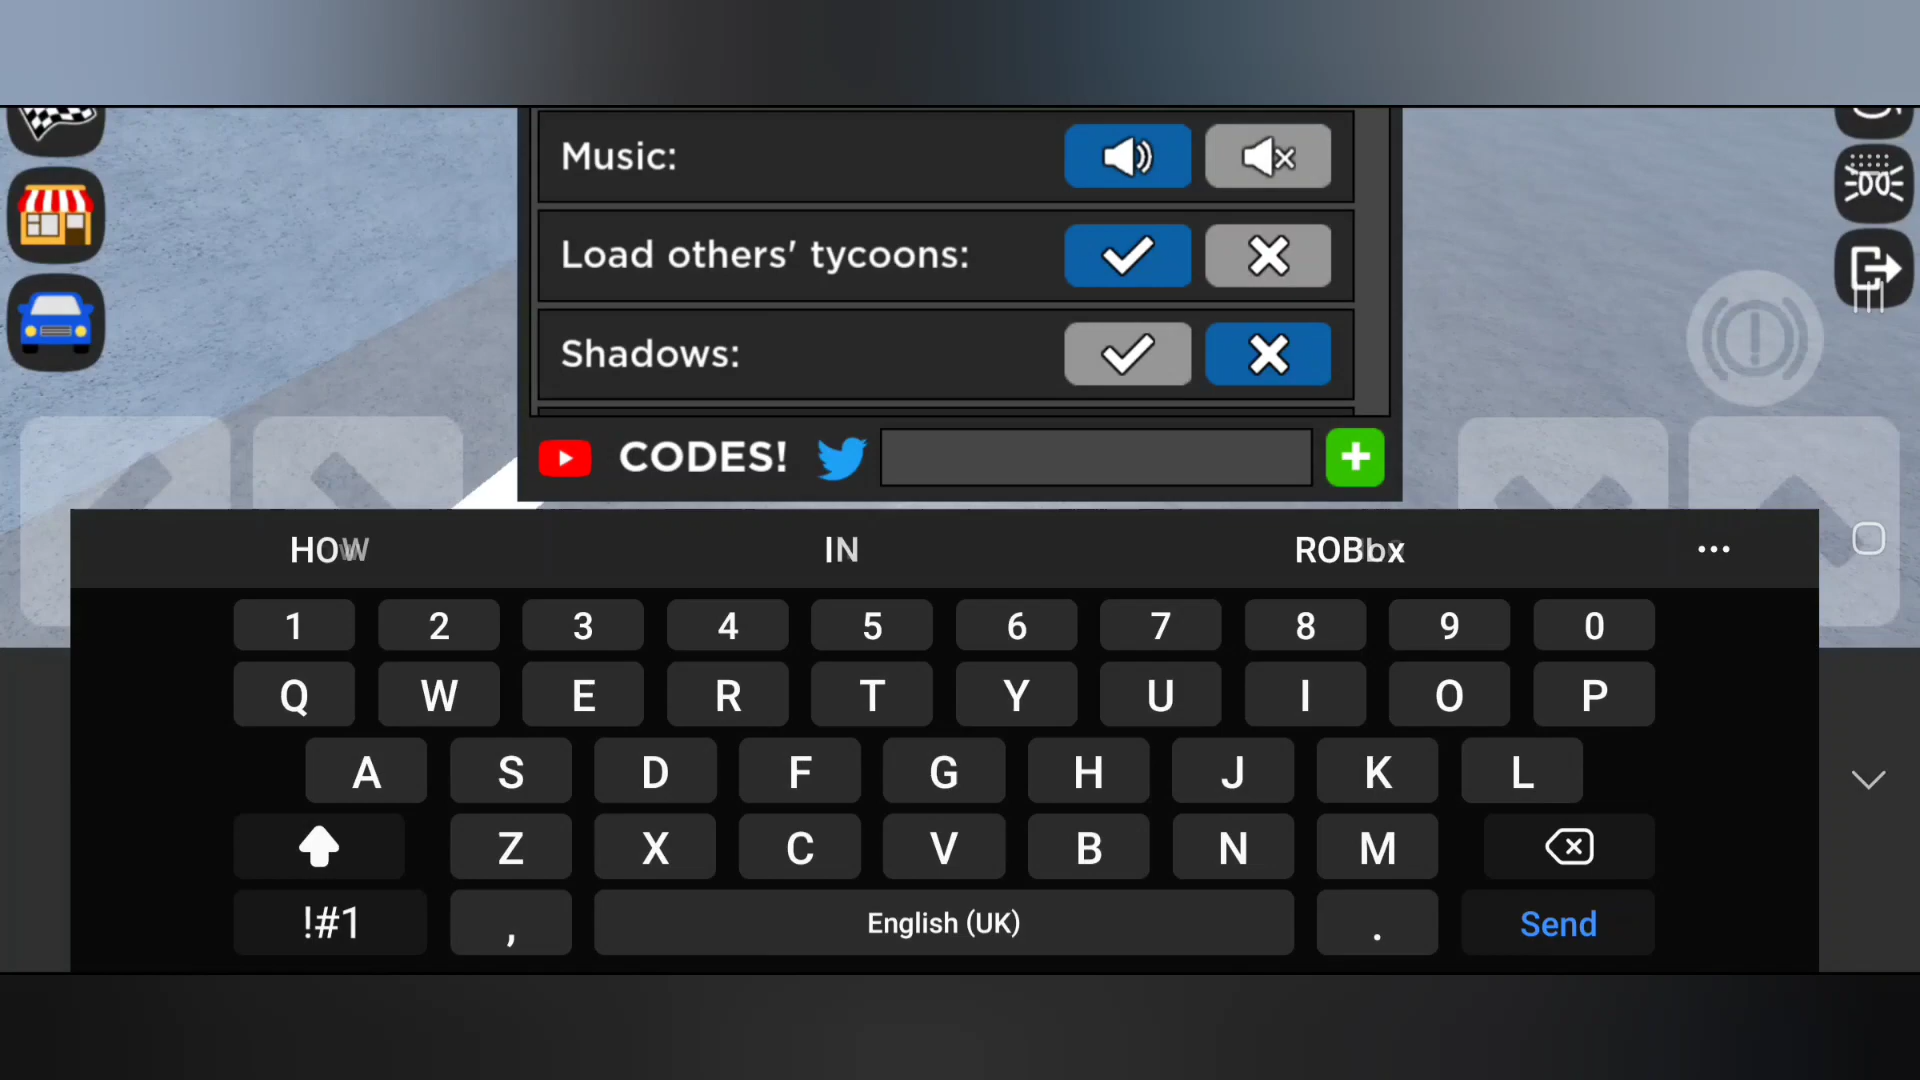 Music:
Load others' tycoons:
Shadows:
CODES!
HOW IN ROBlox
1 2 3 4 5 6 7 8 9 0
Q W E R T Y U I O P
A S D F G H J K L
Z X C V B N M
!#1 , English (UK) . Send